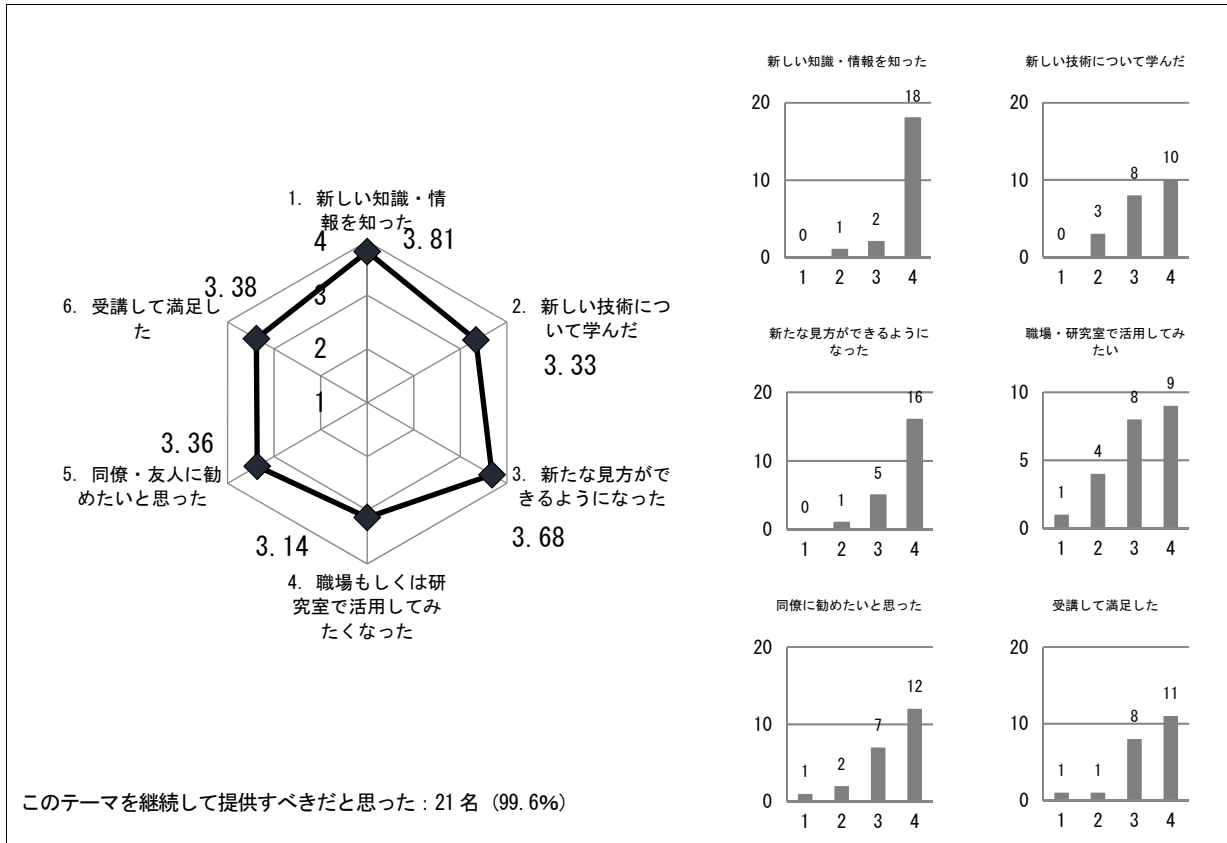 1. 新しい知識・情
報を知った
4
3.81
3.38
6. 受講して満足し
た
3
2. 新しい技術につ
いて学んだ
3.33
2
1
3.36
5. 同僚・友人に勧
めたいと思った
3. 新たな見方がで
きるようになった
3.68
3.14
4. 職場もしくは研
究室で活用してみ
たくなった
このテーマを継続して提供すべきだと思った：21 名（99.6%）
新しい知識・情報を知った
20
10
0
0
1
2
18
1 2 3 4
新しい技術について学んだ
20
10
0
0
3
8
10
1 2 3 4
新たな見方ができるように
なった
20
10
0
0
1
5
16
1 2 3 4
職場・研究室で活用してみ
たい
10
5
0
1
4
8
9
1 2 3 4
同僚に勧めたいと思った
20
10
0
1
2
7
12
1 2 3 4
受講して満足した
20
10
0
1
1
8
11
1 2 3 4